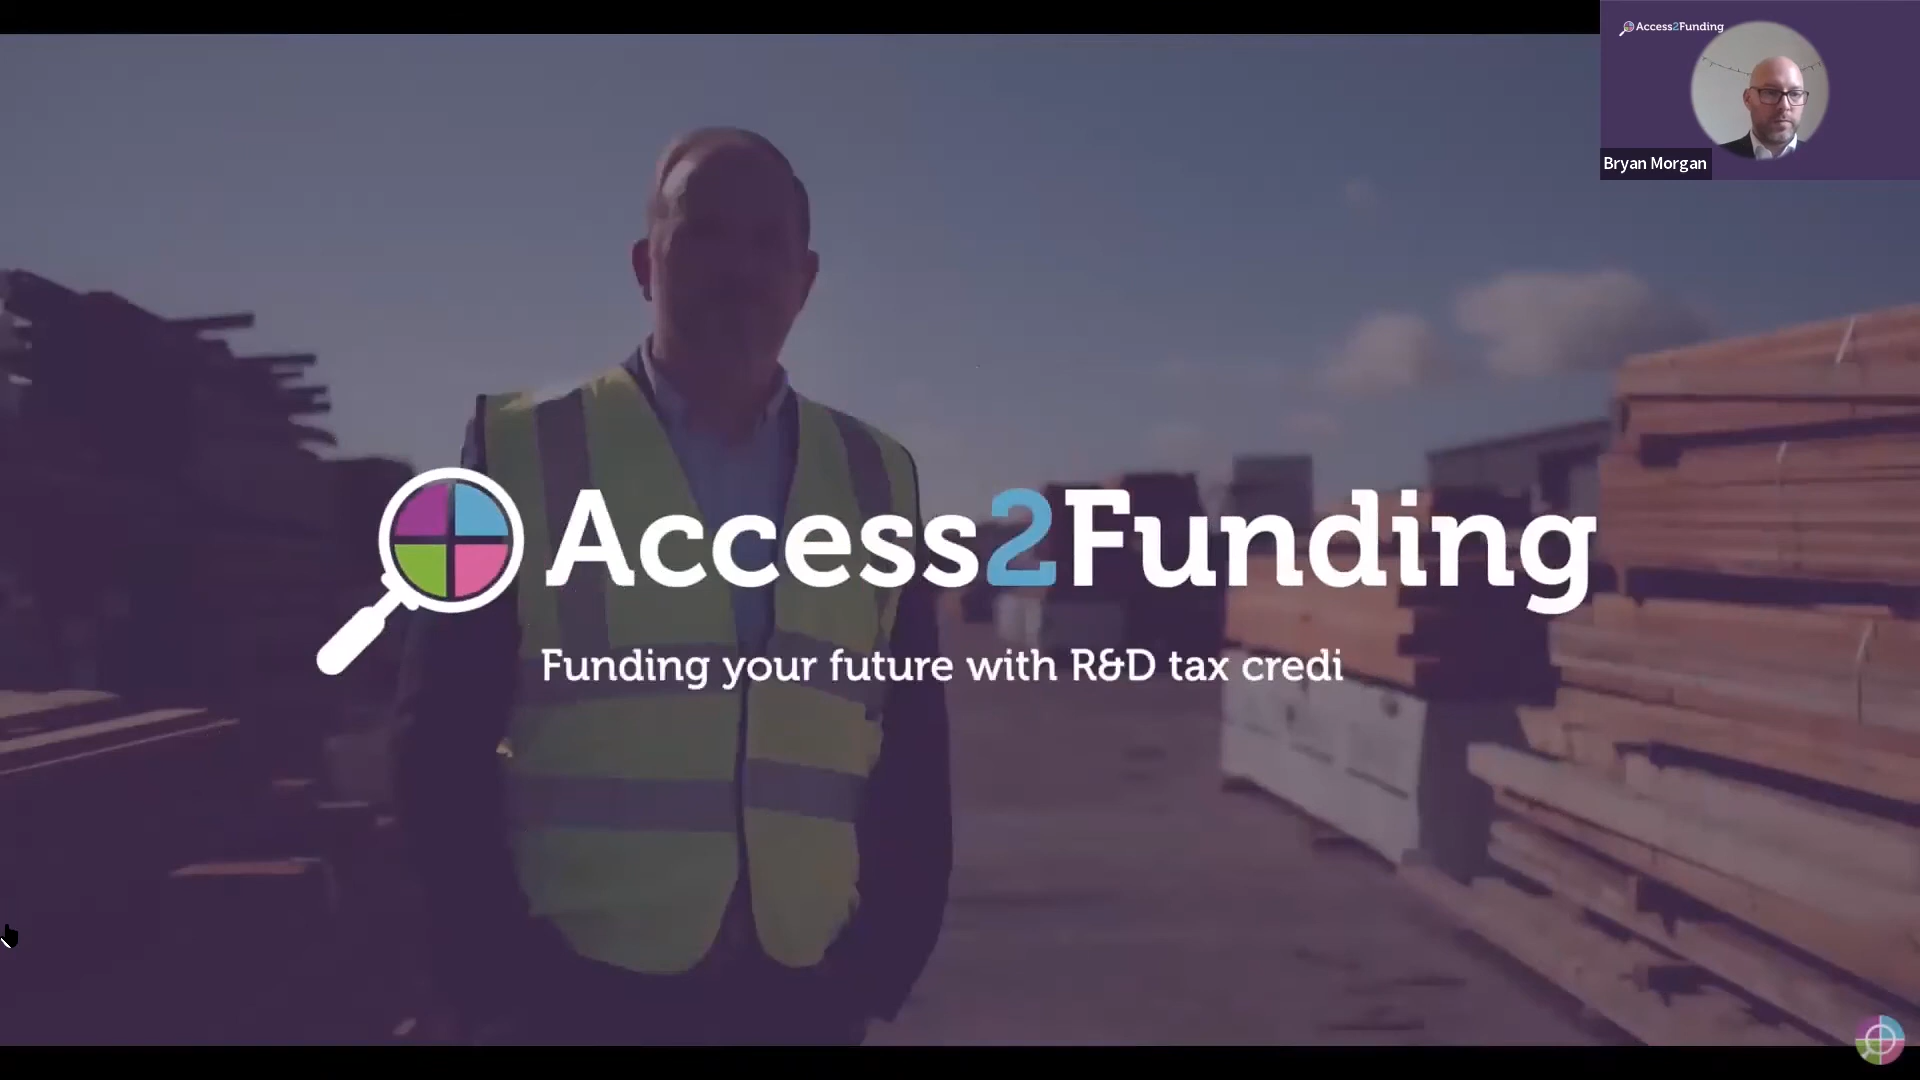 Access2Funding
Bryan Morgan
Access2Funding
Funding your future with R&D tax credi